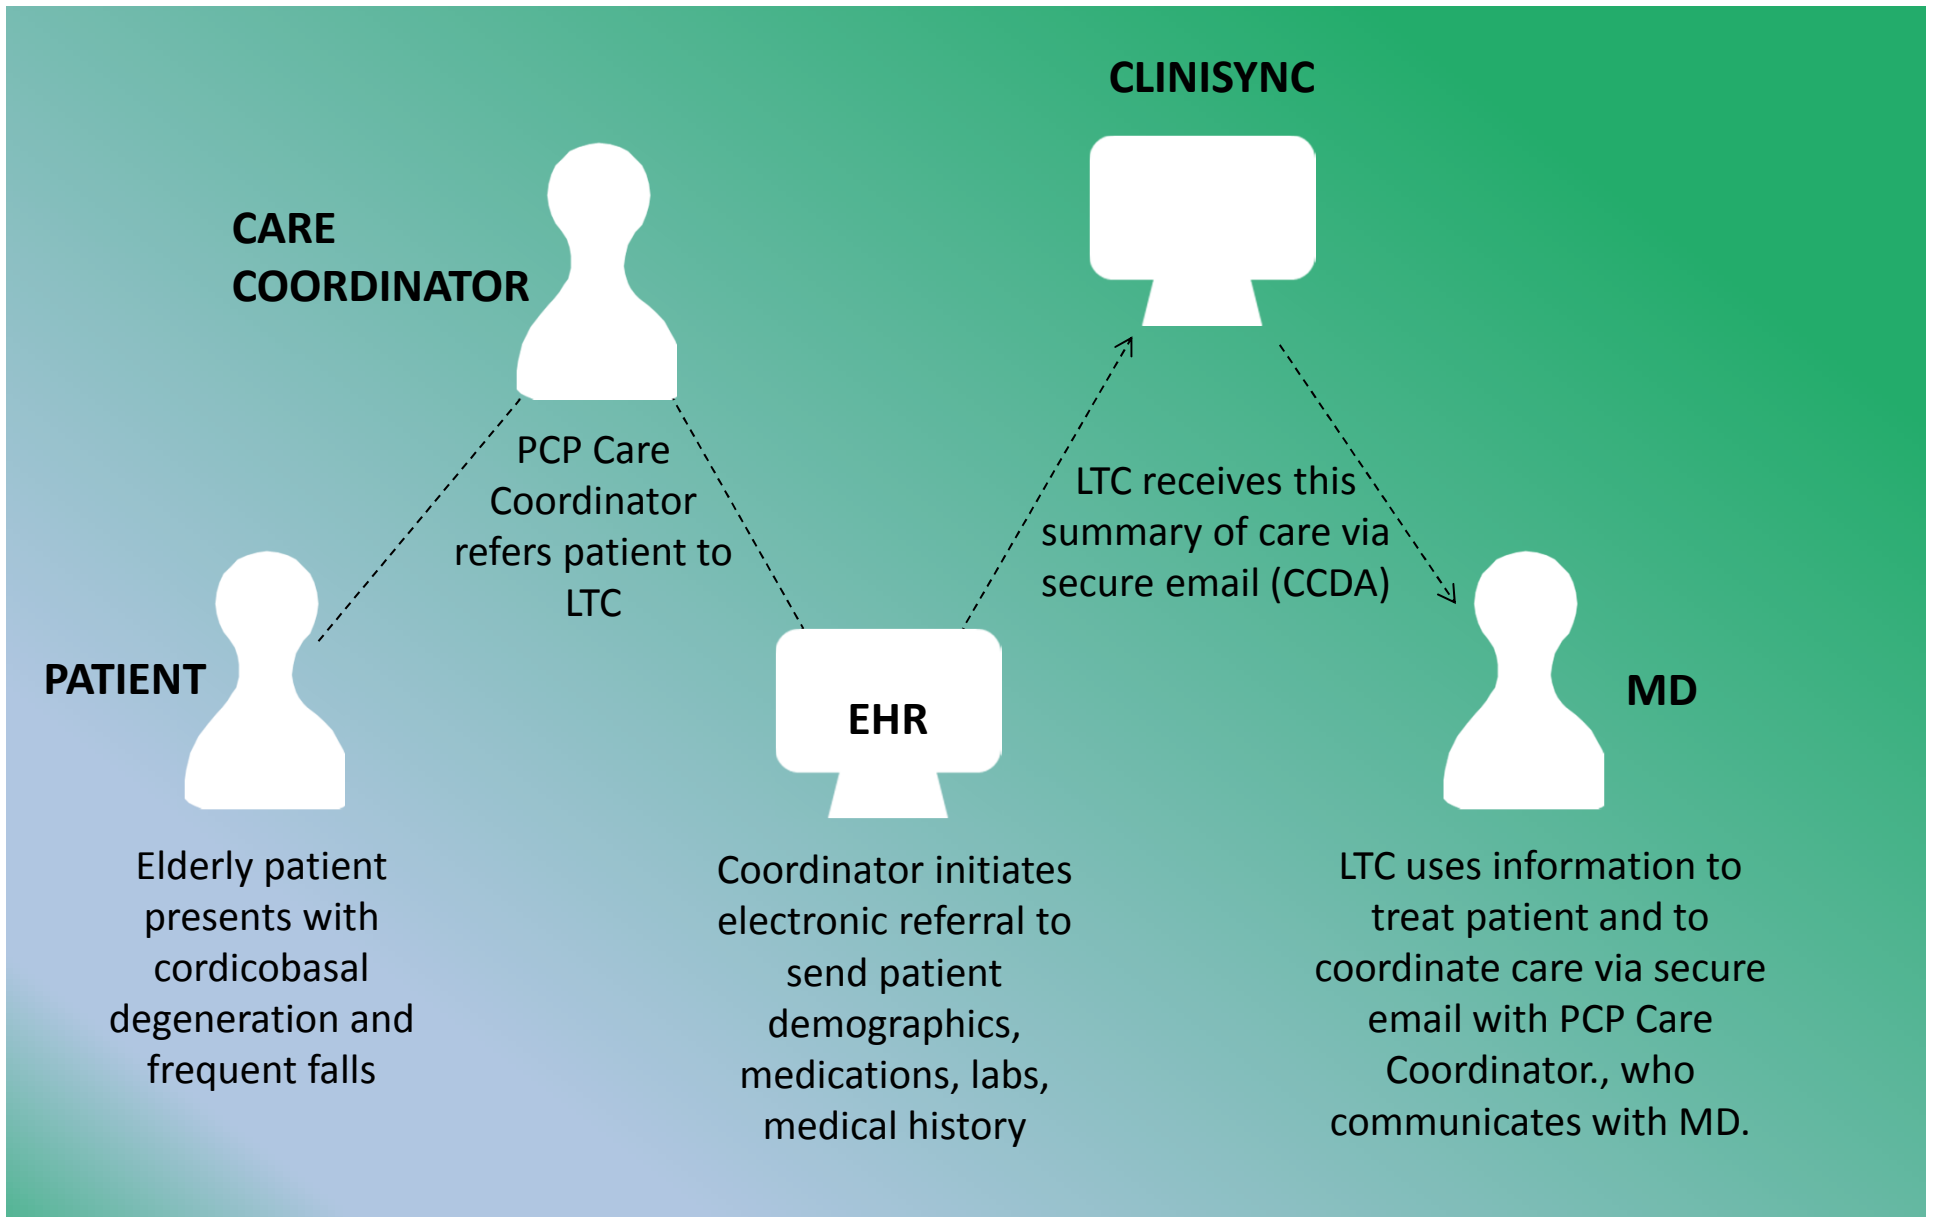 CLINISYNC
CARE
COORDINATOR
PCP Care
Coordinator
refers patient to
LTC
LTC receives this
summary of care via
secure email (CCDA)
PATIENT
EHR
MD
Elderly patient
presents with
cordicobasal
degeneration and
frequent falls
Coordinator initiates
electronic referral to
send patient
demographics,
medications, labs,
medical history
LTC uses information to
treat patient and to
coordinate care via secure
email with PCP Care
Coordinator., who
communicates with MD.